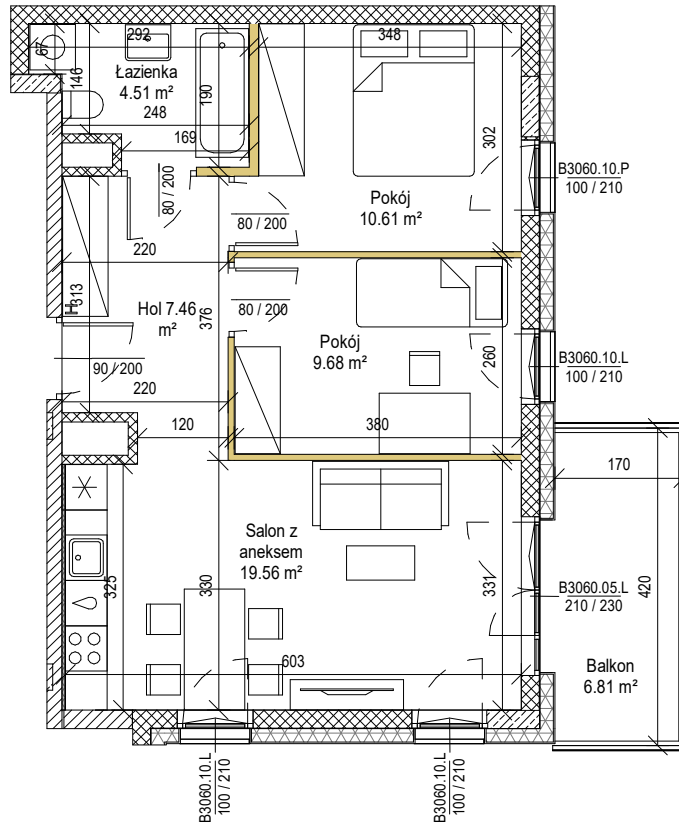 292
348
67
Łazienka
4.51 m²
146
190
248
169
302
80 / 200
Pokój
10.61 m²
B3060.10.P
100 / 210
80 / 200
220
313
H
Hol 7.46
m²
376
80 / 200
Pokój
9.68 m²
260
B3060.10.L
100 / 210
90 / 200
220
120
380
170
Salon z
aneksem
19.56 m²
325
330
331
B3060.05.L
210 / 230
420
603
Balkon
6.81 m²
B3060.10.L
100 / 210
B3060.10.L
100 / 210